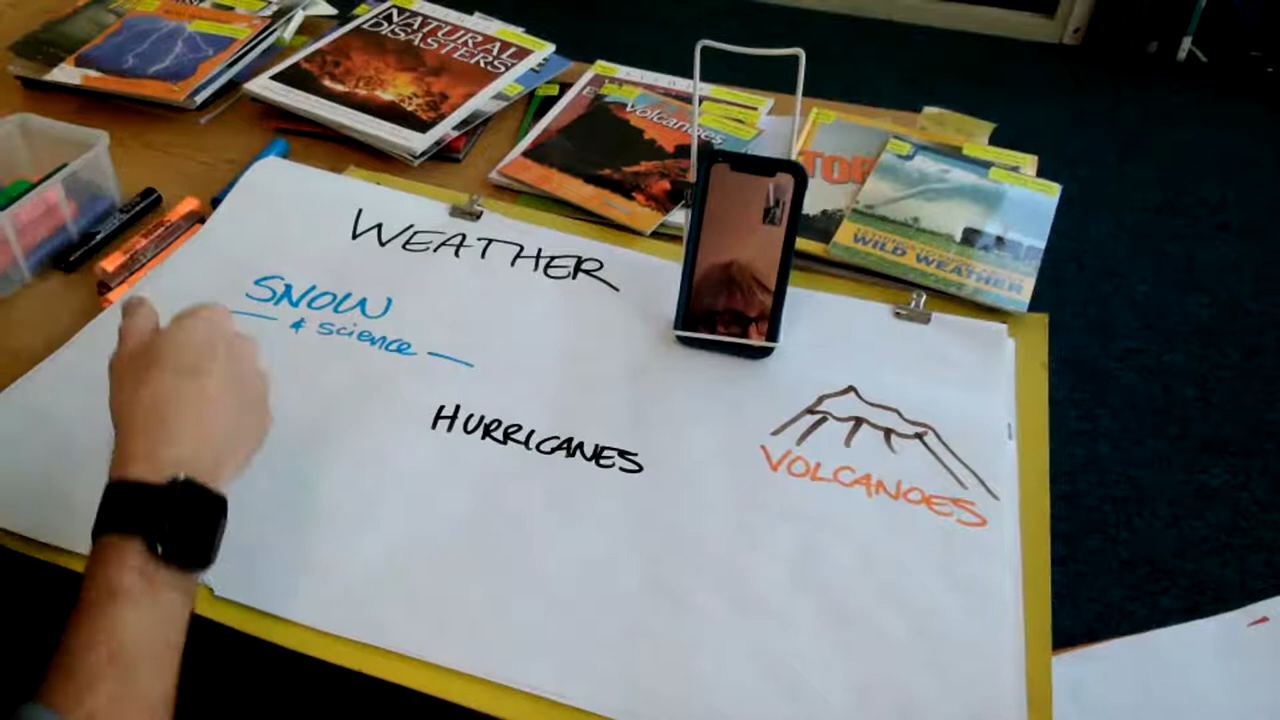 NATURAL
DISASTERS
Volcanoes
TOR
WILD WEATHER
WEATHER
SNOW
& science
HURRICANES
VOLCANOES